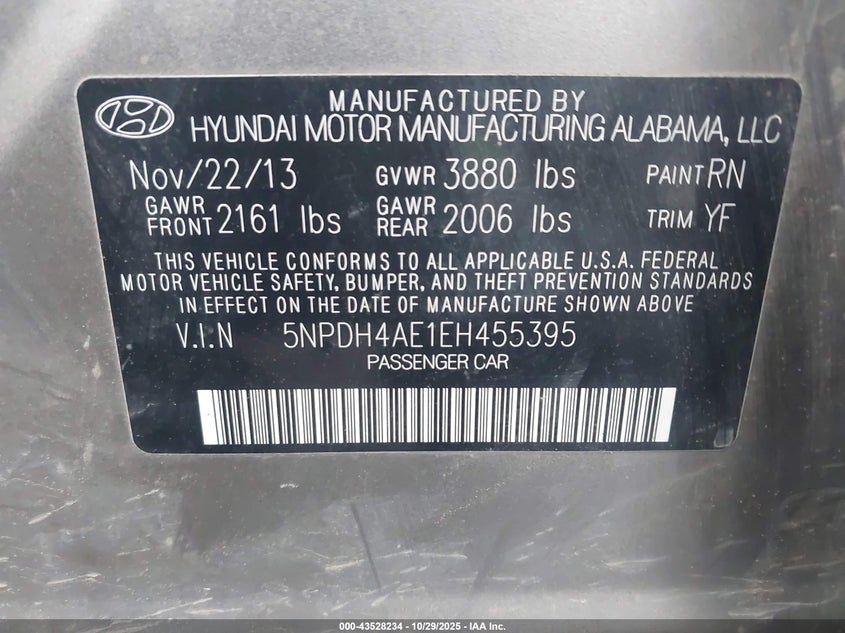 MANUFACTURED BY
HYUNDAI MOTOR MANUFACTURING ALABAMA, LLC
Nov/22/13 GVWR 3880 lbs PAINT RN
GAWR FRONT 2161 lbs GAWR REAR 2006 lbs TRIM YF
THIS VEHICLE CONFORMS TO ALL APPLICABLE U.S.A. FEDERAL
MOTOR VEHICLE SAFETY, BUMPER, AND THEFT PREVENTION STANDARDS
IN EFFECT ON THE DATE OF MANUFACTURE SHOWN ABOVE
V.I.N 5NPDH4AE1EH455395
PASSENGER CAR
000-43528234 | 10/29/2025 - IAA Inc.